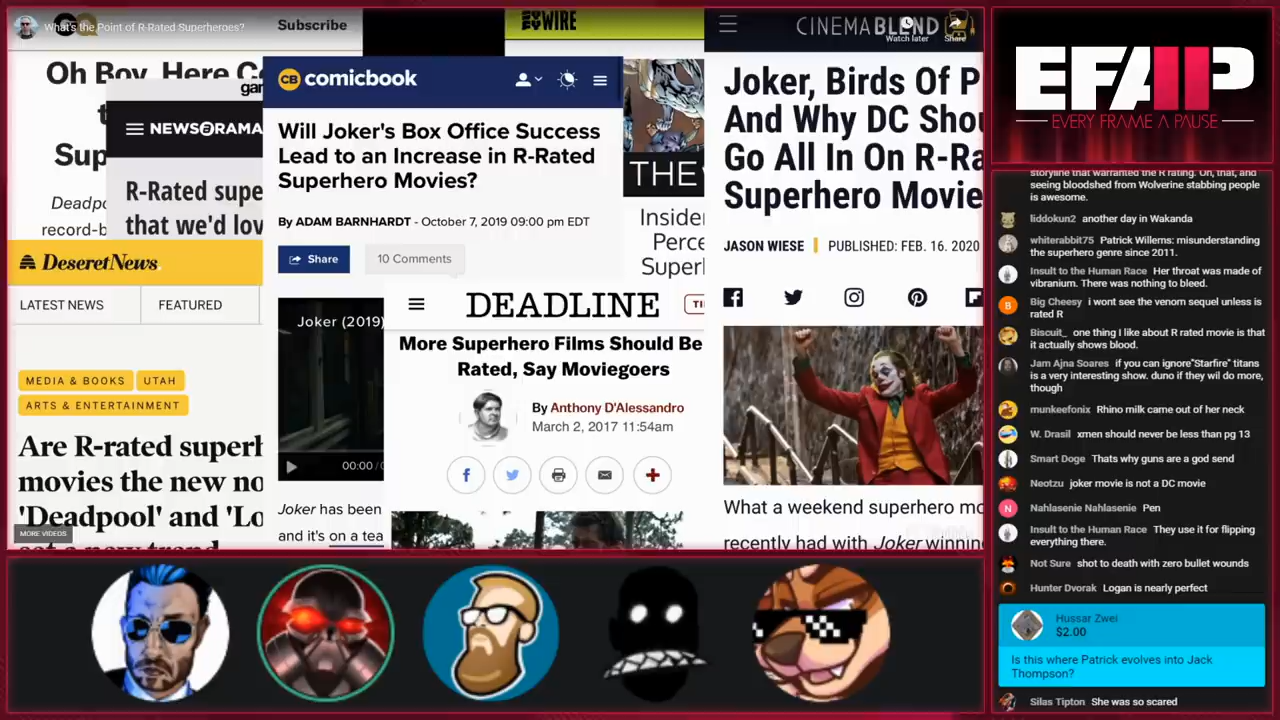 What's the Point of R-Rated Superheroes?
Subscribe
WIRE
CINEMABLEND
Watch later
Share
Oh Boy, Here C
Sup
Deadpo
record-b
gar
NEWSARAMA
R-Rated supe
that we'd lov
CB comicbook
Will Joker's Box Office Success
Lead to an Increase in R-Rated
Superhero Movies?
By ADAM BARNHARDT - October 7, 2019 09:00 pm EDT
Share
10 Comments
Joker (2019)
00:00
Joker has been
and it's on a tea
THE
Inside
Perce
Superl
Joker, Birds Of P
And Why DC Shou
Go All In On R-Ra
Superhero Movie
JASON WIESE
PUBLISHED: FEB. 16. 2020
What a weekend superhero mo
recently had with Joker winnin
Deseret News.
LATEST NEWS
FEATURED
MEDIA & BOOKS
UTAH
ARTS & ENTERTAINMENT
Are R-rated superh
movies the new no
'Deadpool' and 'Lo
set a new trend
MORE VIDEOS
DEADLINE
TI
More Superhero Films Should Be
Rated, Say Moviegoers
By Anthony D'Alessandro
March 2, 2017 11:54am
EFAP
EVERY FRAME A PAUSE
storyline that warranted the R rating. Oh, that, and
seeing bloodshed from Wolverine stabbing people
is awesome.
liddokun2 another day in Wakanda
whiterabbit75 Patrick Willems: misunderstanding
the superhero genre since 2011.
Insult to the Human Race Her throat was made of
vibranium. There was nothing to bleed.
Big Cheesy i wont see the venom sequel unless is
rated R
Biscuit_ one thing I like about R rated movie is that
it actually shows blood.
Jam Ajna Soares if you can ignore"Starfire" titans
is a very interesting show. duno if they wil do more,
though
munkeefonix Rhino milk came out of her neck
W. Drasil xmen should never be less than pg 13
Smart Doge Thats why guns are a god send
Neotzu joker movie is not a DC movie
N
Nahlasenie Nahlasenie Pen
Insult to the Human Race They use it for flipping
everything there.
Not Sure shot to death with zero bullet wounds
Hunter Dvorak Logan is nearly perfect
Hussar Zwei
$2.00
Is this where Patrick evolves into Jack
Thompson?
Silas Tipton She was so scared